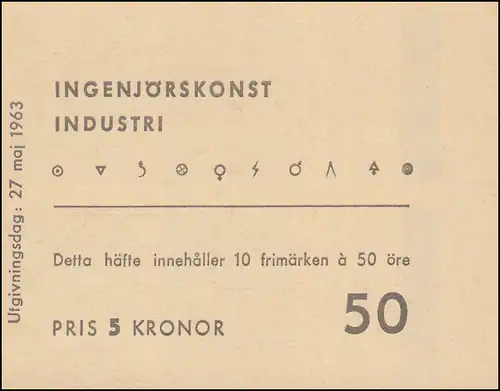 INGENJÖRSKONST
INDUSTRI
Detta häfte innehåller 10 frimärken à 50 öre
PRIS 5 KRONOR
50
Utgivningsdag: 27 maj 1963